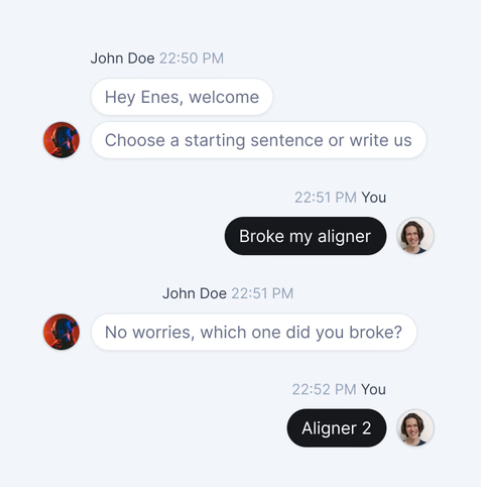 John Doe 22:50 PM
Hey Enes, welcome
Choose a starting sentence or write us
22:51 PM You
Broke my aligner
John Doe 22:51 PM
No worries, which one did you broke?
22:52 PM You
Aligner 2